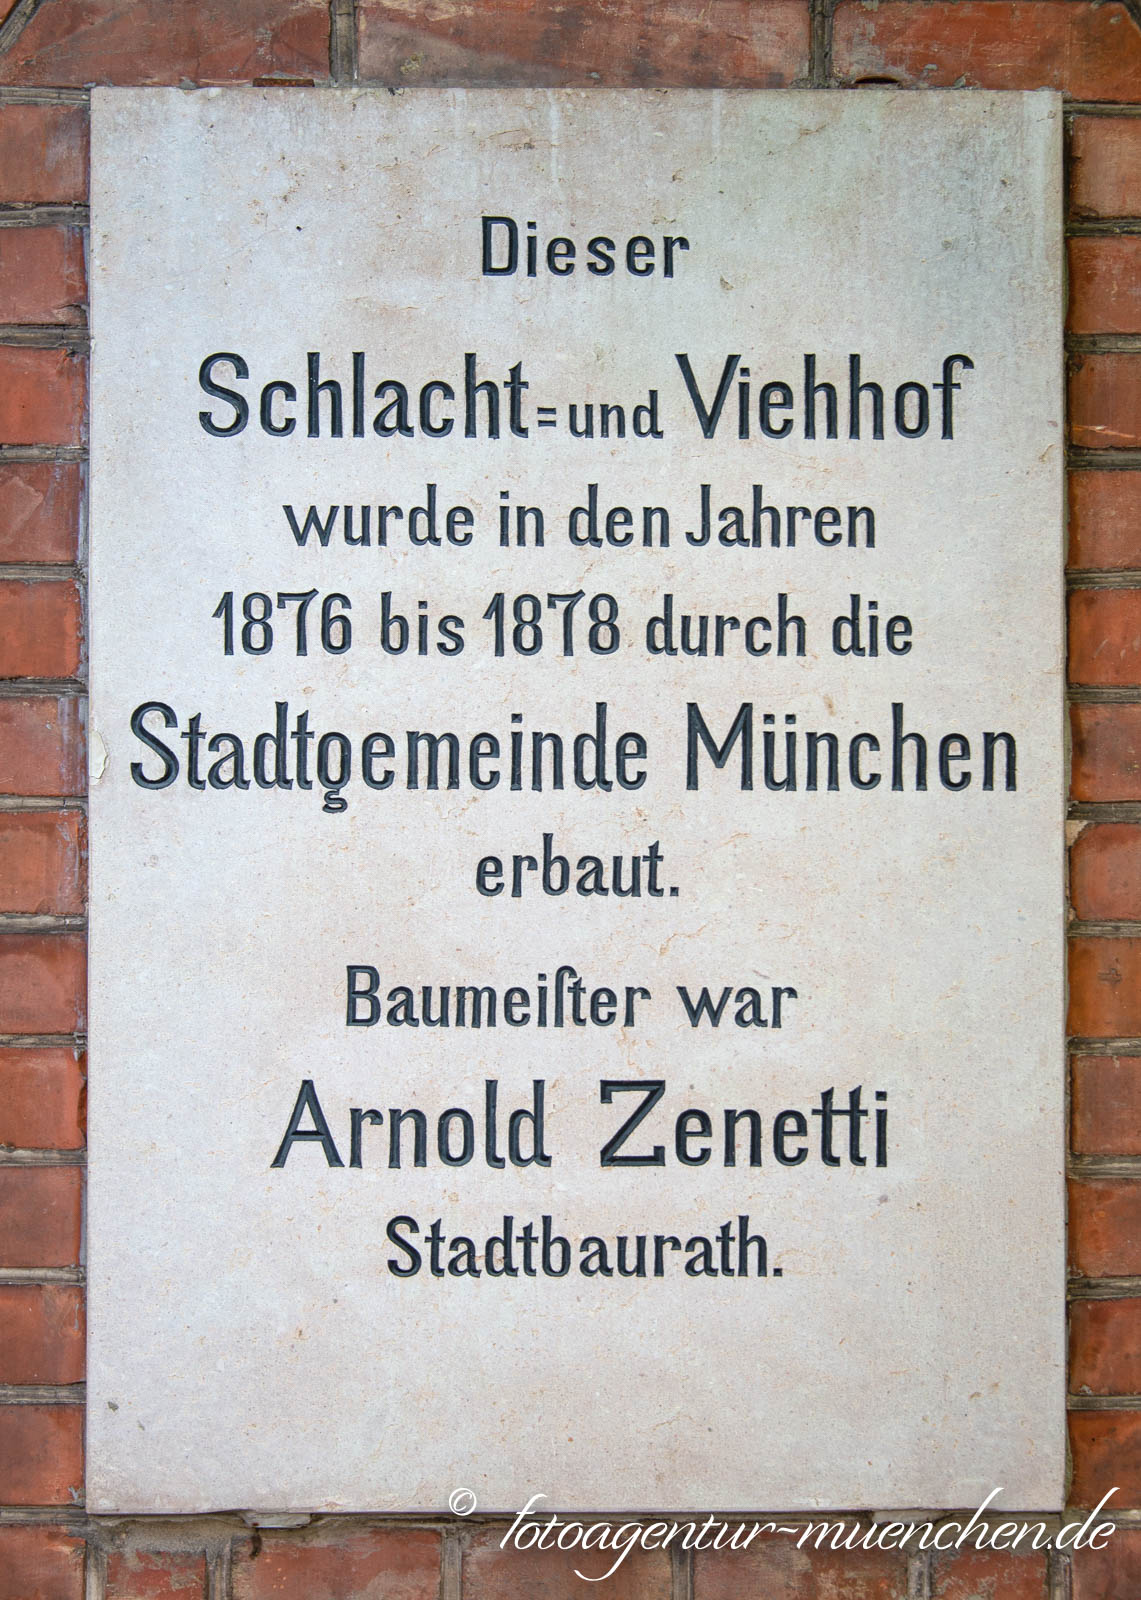 Dieser
Schlacht= und Viehhof
wurde in den Jahren
1876 bis 1878 durch die
Stadtgemeinde München
erbaut.
Baumeiſter war
Arnold Zenetti
Stadtbaurath.
© fotoagentur-muenchen.de